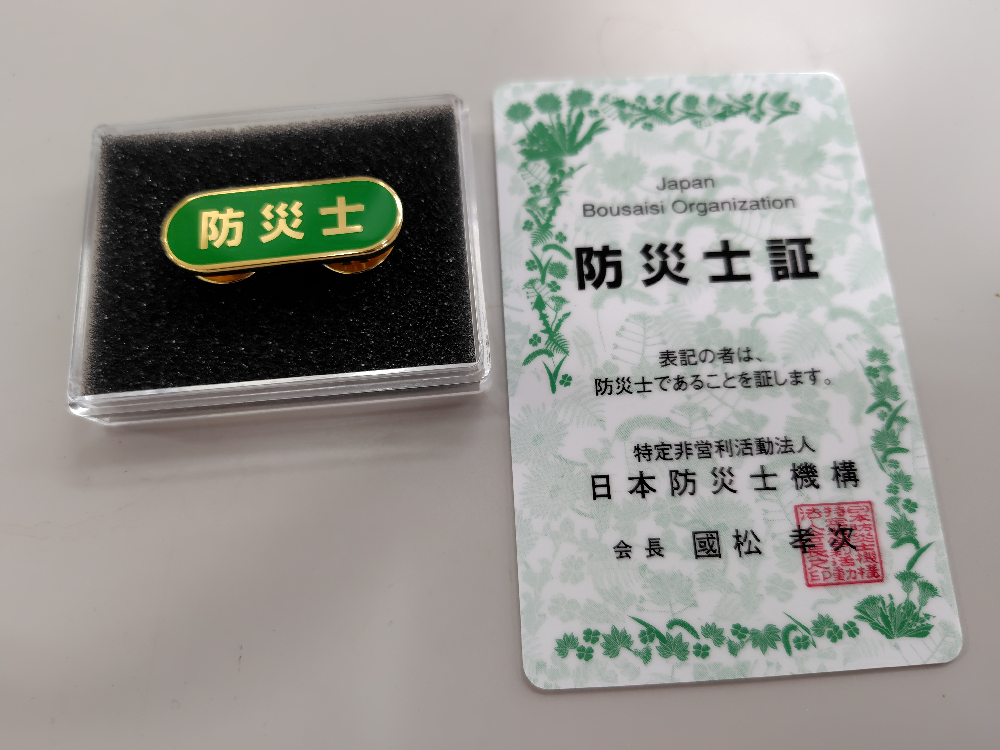 防災士
Japan
Bousaisi Organization
防災士証
表記の者は、
防災士であることを証します。
特定非営利活動法人
日本防災士機構
会長 國松 孝次